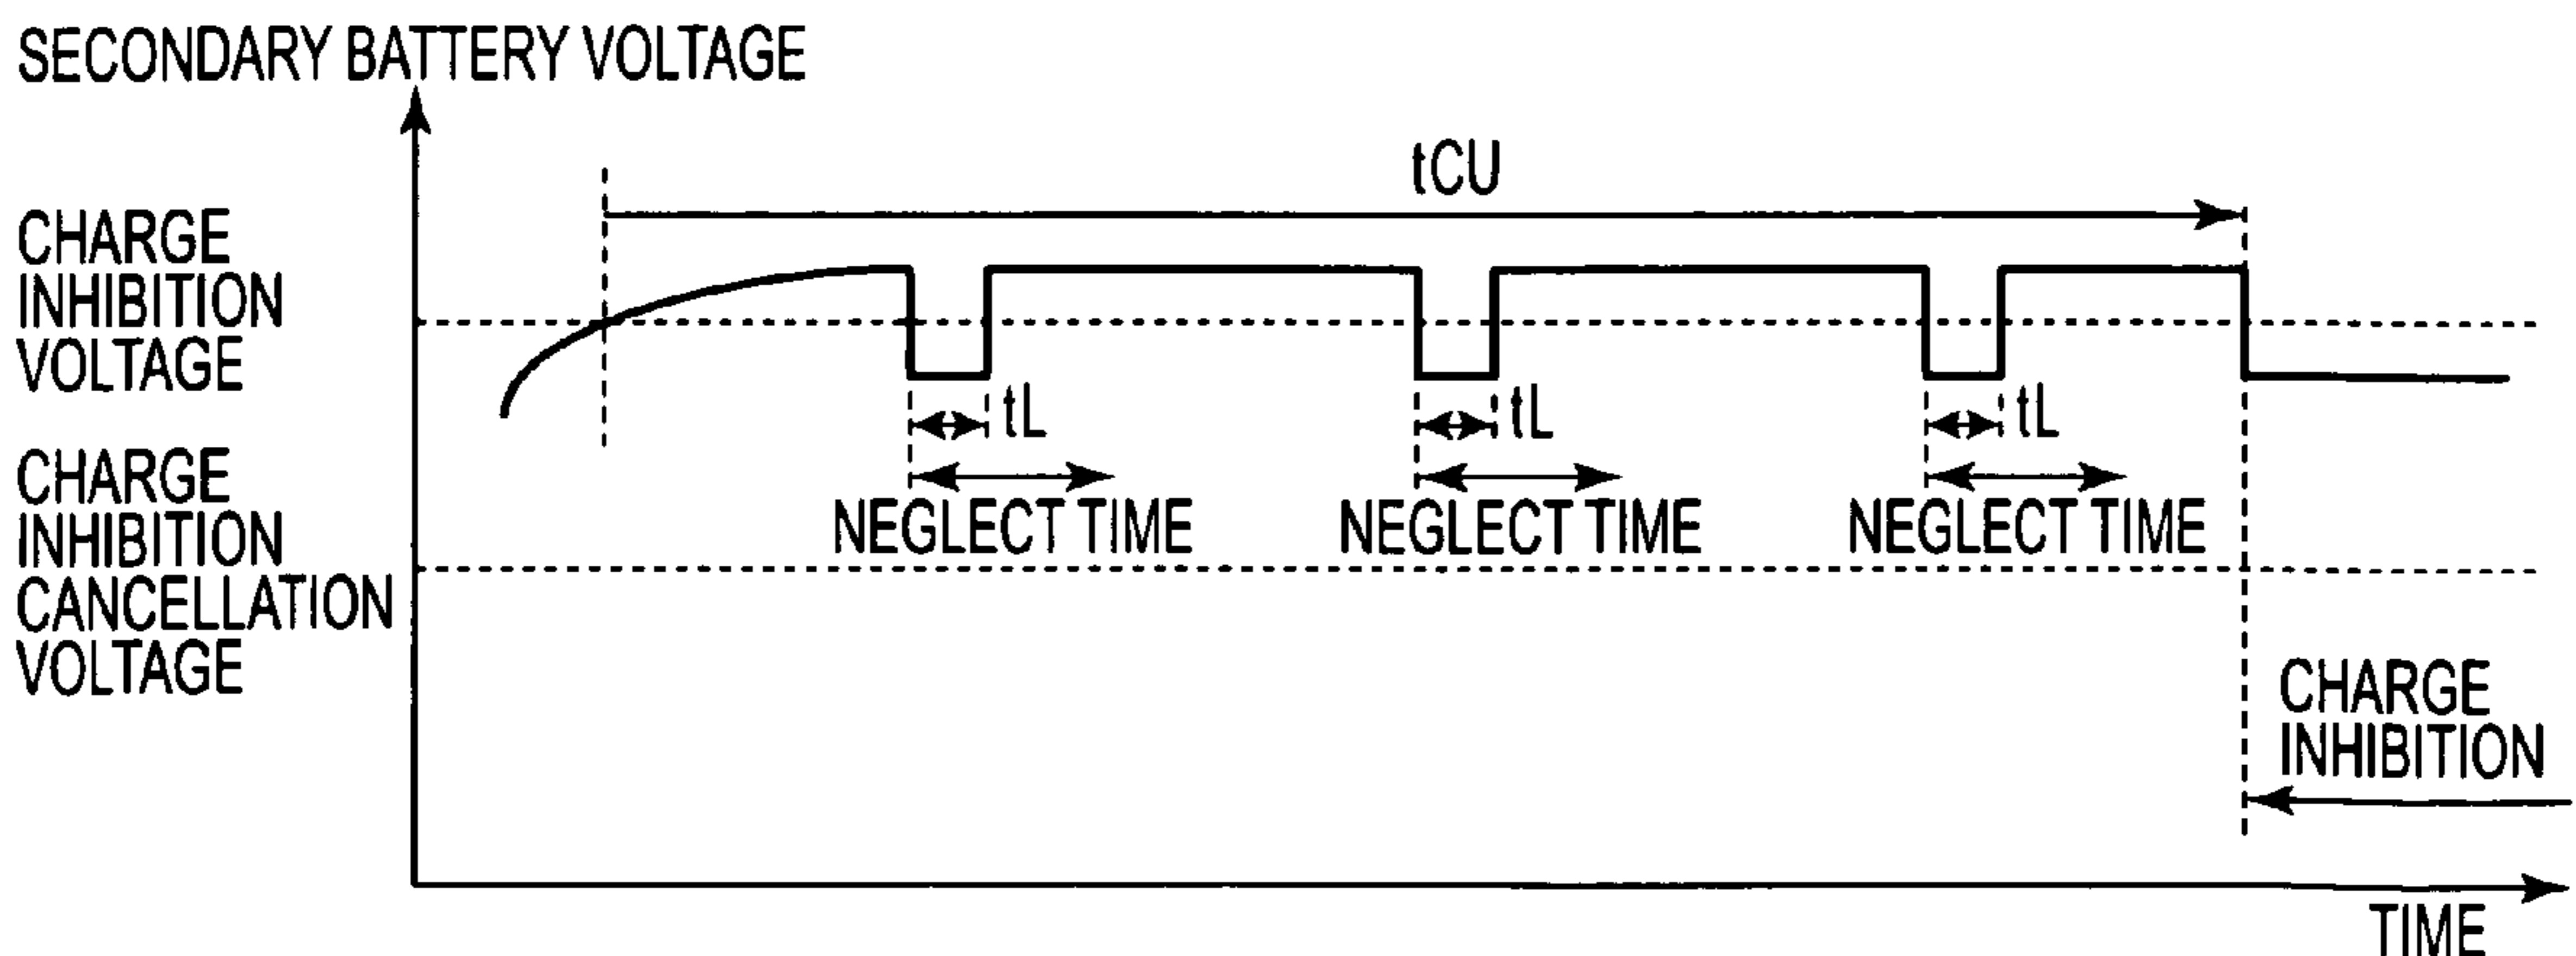 SECONDARY BATTERY VOLTAGE
tCU
CHARGE
INHIBITION
VOLTAGE
tL
tL
tL
CHARGE
INHIBITION
CANCELLATION
VOLTAGE
NEGLECT TIME
NEGLECT TIME
NEGLECT TIME
CHARGE
INHIBITION
TIME